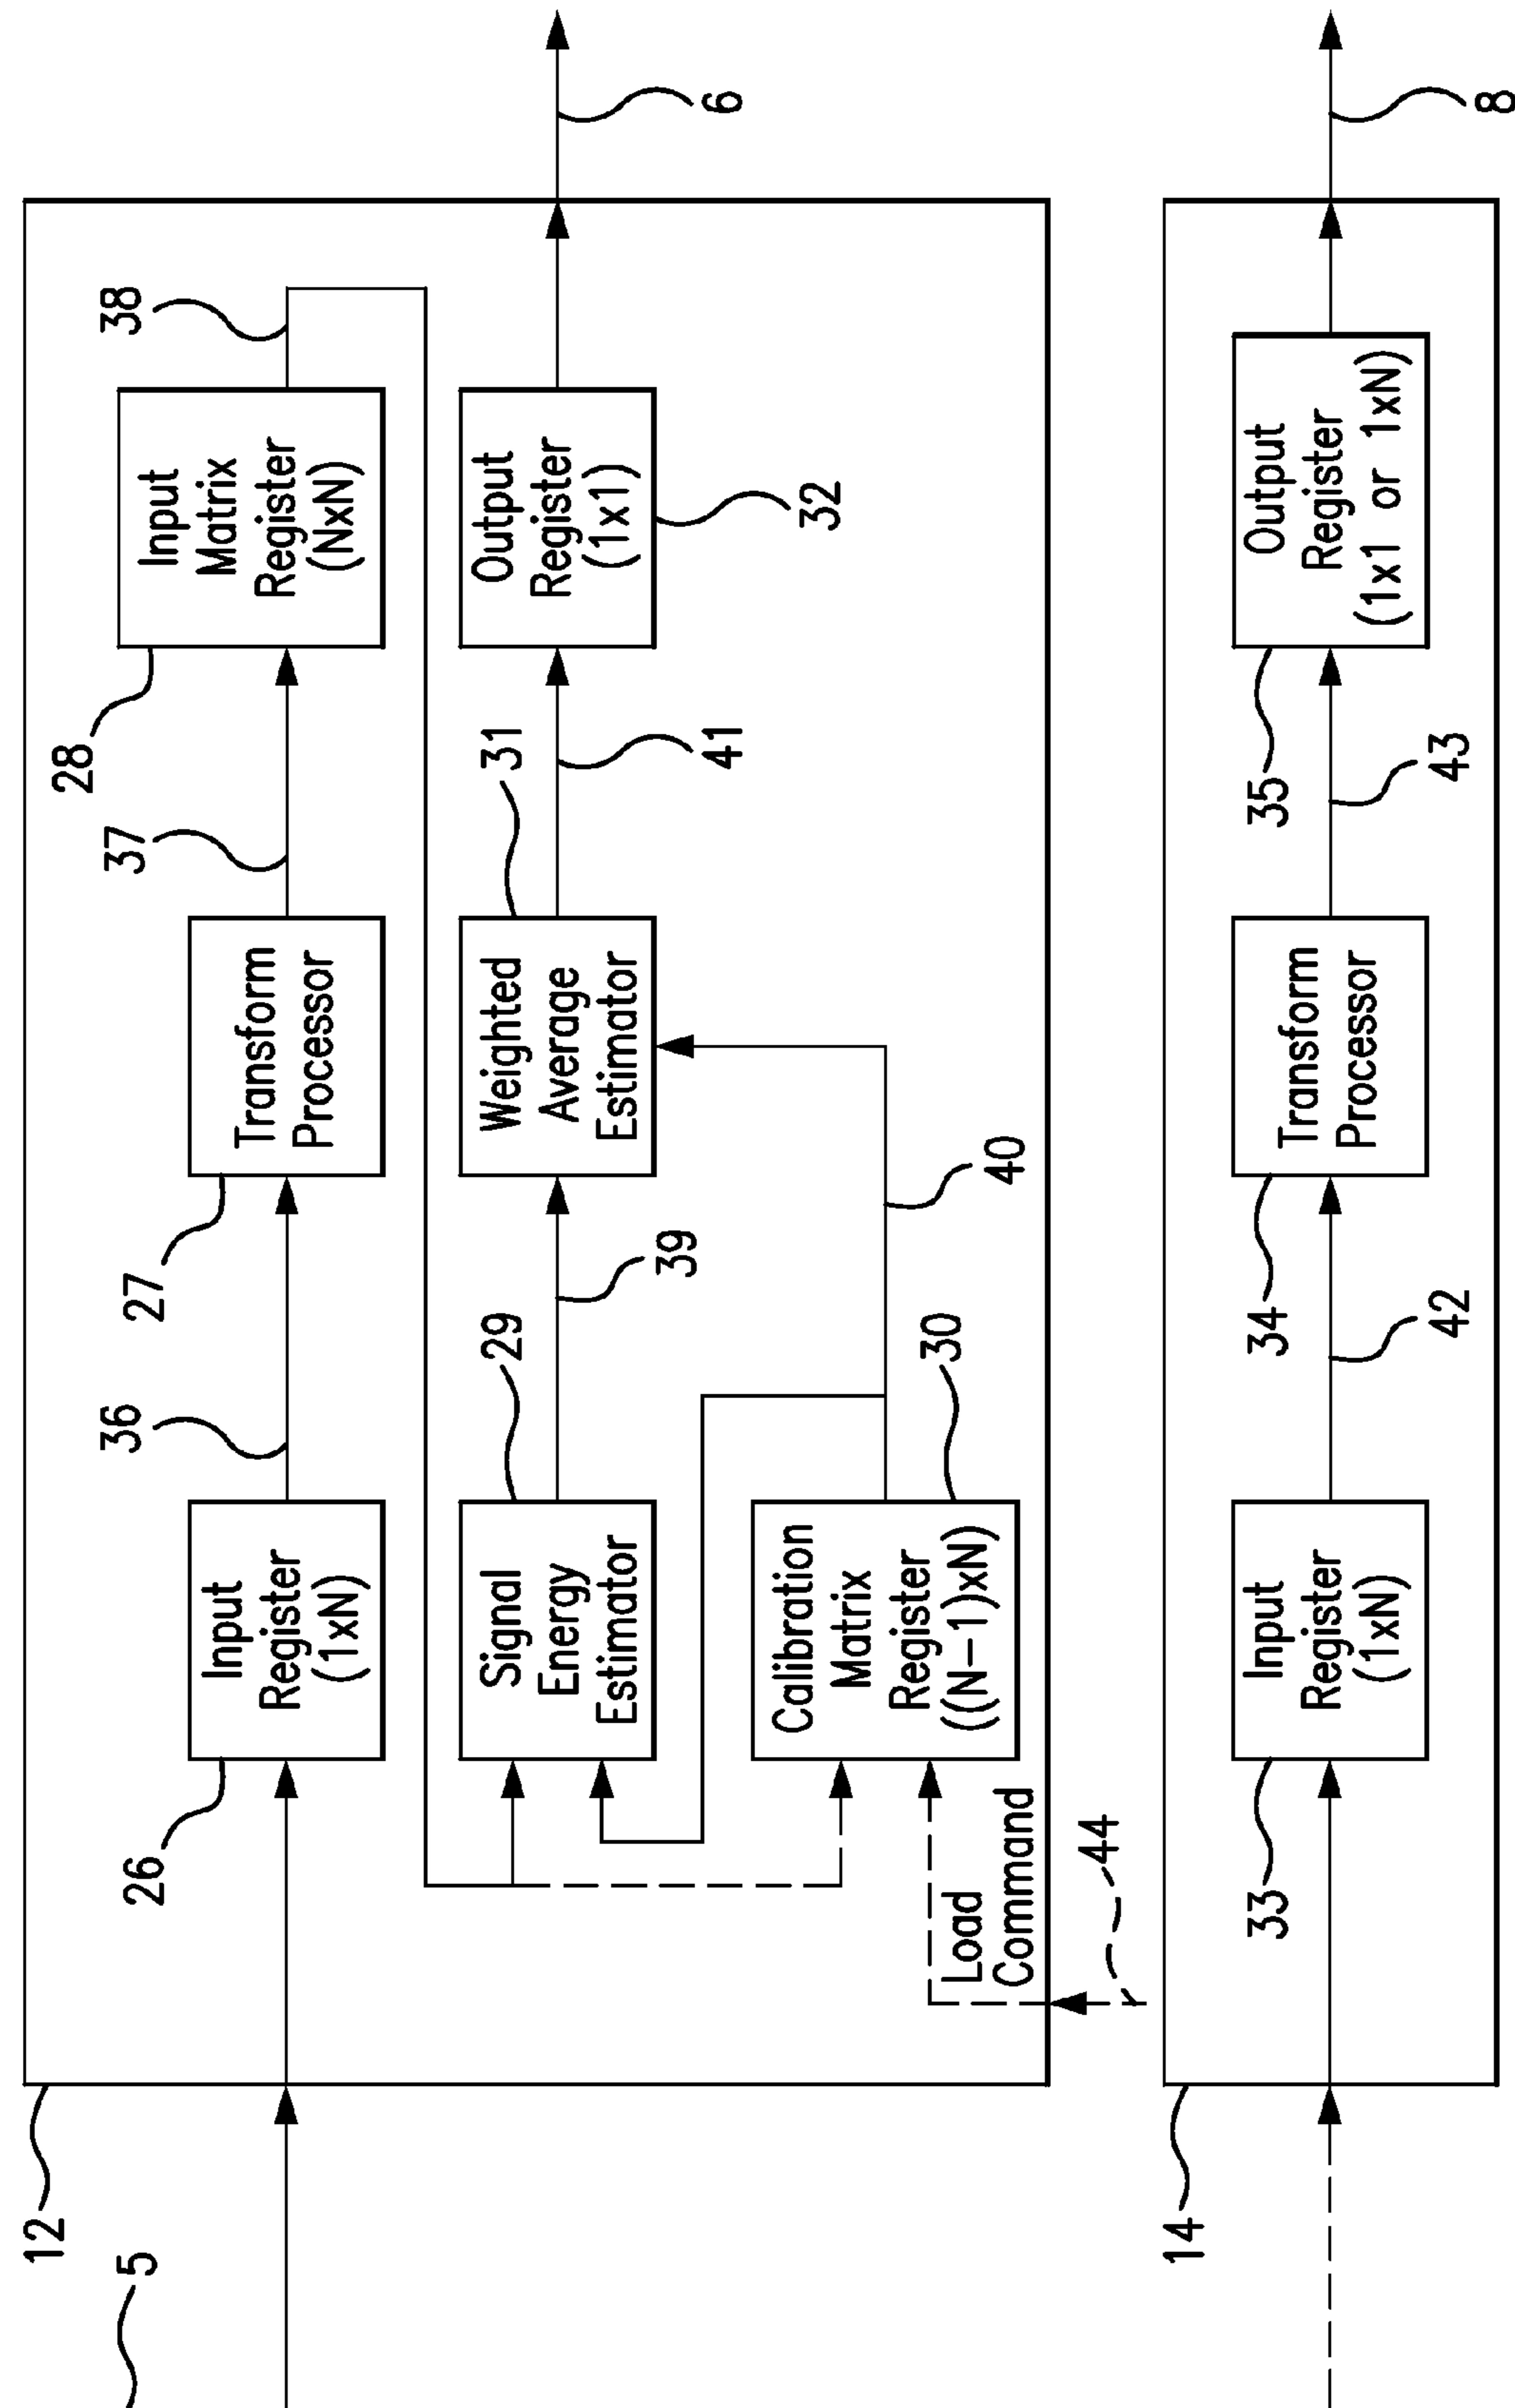 5
12
26
Input
Register
(1xN)
36
27
Transform
Processor
37
28
Input
Matrix
Register
(NxN)
38
Signal
Energy
Estimator
29
39
Weighted
Average
Estimator
31
41
Output
Register
(1x1)
32
6
Calibration
Matrix
Register
((N-1)xN)
30
40
Load
Command
44
14
33
Input
Register
(1xN)
42
34
Transform
Processor
43
35
Output
Register
(1x1 or 1xN)
8